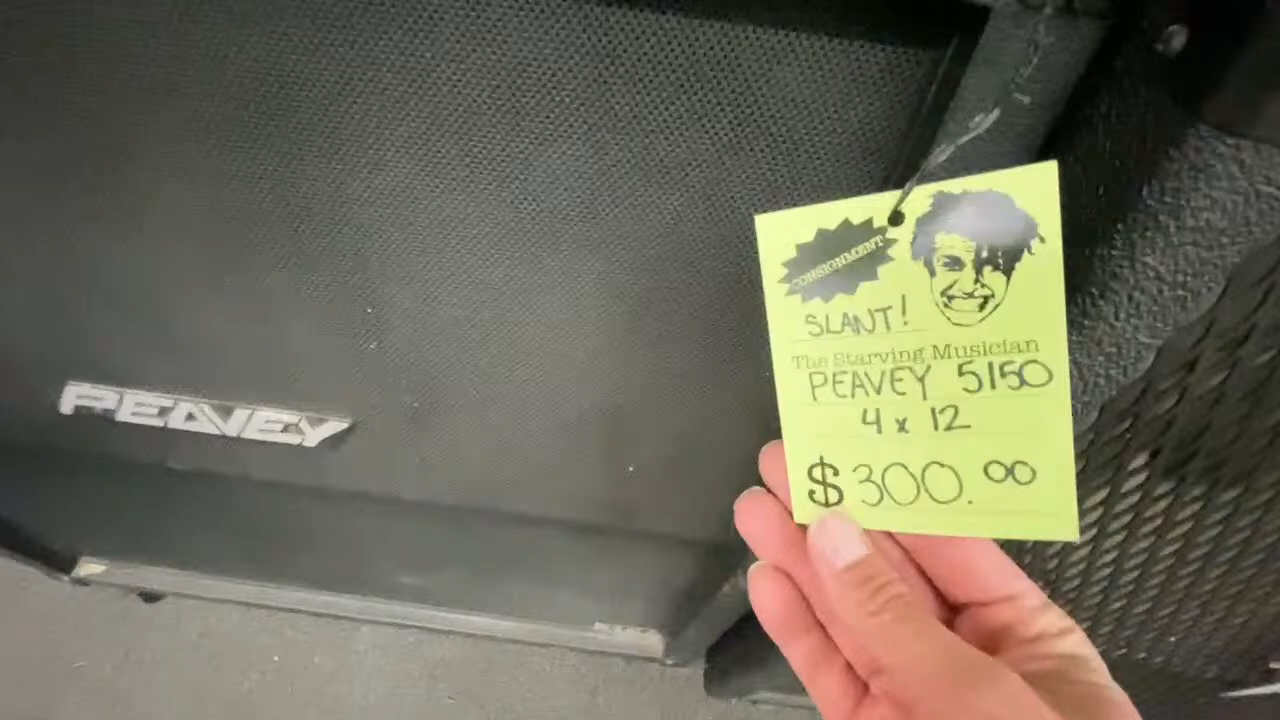 PEAVEY
CONSIGNMENT
SLANT!
The Starving Musician
PEAVEY 5150
4 x 12
$300.00